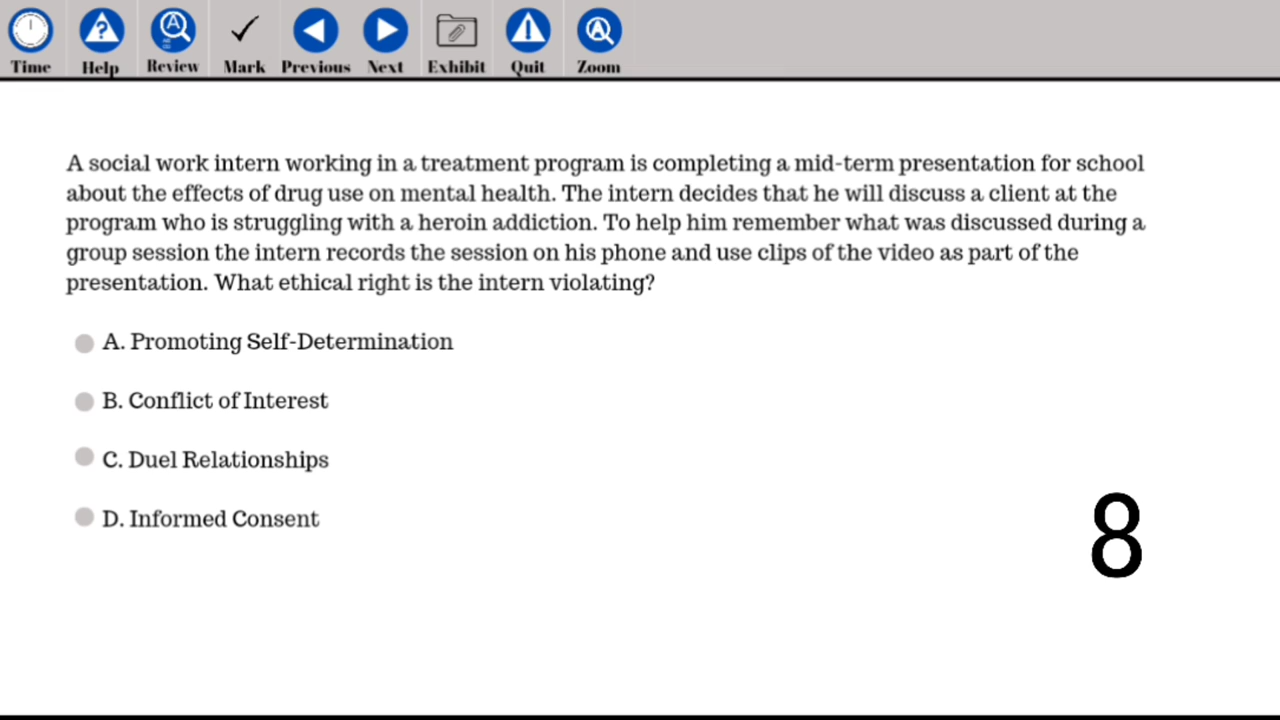 Time Help Review Mark Previous Next Exhibit Quit Zoom
A social work intern working in a treatment program is completing a mid-term presentation for school
about the effects of drug use on mental health. The intern decides that he will discuss a client at the
program who is struggling with a heroin addiction. To help him remember what was discussed during a
group session the intern records the session on his phone and use clips of the video as part of the
presentation. What ethical right is the intern violating?
A. Promoting Self-Determination
B. Conflict of Interest
C. Duel Relationships
D. Informed Consent
8